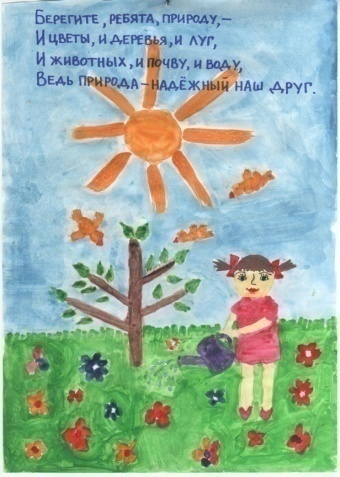 Берегите, ребята, природу,–
И цветы, и деревья, и луг,
И животных, и почву, и воду,
Ведь природа – надёжный наш друг.